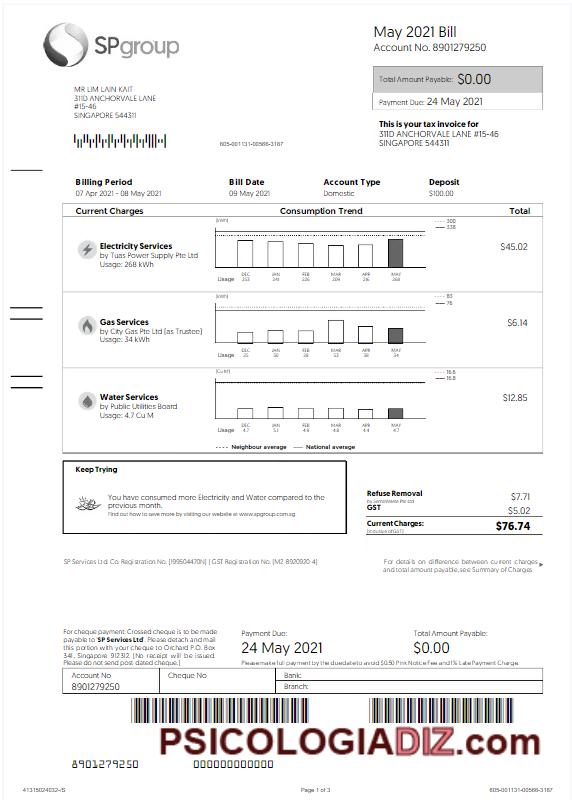 SPgroup
May 2021 Bill
Account No. 8901279250
Total Amount Payable: $0.00
Payment Due: 24 May 2021
MR LIM LAIN KAIT
311D ANCHORVALE LANE
#15-46
SINGAPORE 544311
This is your tax invoice for
311D ANCHORVALE LANE #15-46
SINGAPORE 544311
605-001131-00566-3187
Billing Period Bill Date Account Type Deposit
07 Apr 2021 - 08 May 2021 09 May 2021 Domestic $100.00
Current Charges Consumption Trend Total
(kWh)
300
338
Electricity Services
by Tuas Power Supply Pte Ltd
Usage: 268 kWh
$45.02
DEC JAN FEB MAR APR MAY
Usage 253 241 226 209 216 268
(kWh)
83
76
Gas Services
by City Gas Pte Ltd (as Trustee)
Usage: 34 kWh
$6.14
DEC JAN FEB MAR APR MAY
Usage 25 30 28 53 38 34
(Cu M)
16.6
16.8
Water Services
by Public Utilities Board
Usage: 4.7 Cu M
$12.85
DEC JAN FEB MAR APR MAY
Usage 4.7 5.1 4.9 4.8 4.4 4.7
Neighbour average National average
Keep Trying
You have consumed more Electricity and Water compared to the
previous month.
Find out how to save more by visiting our website at www.spgroup.com.sg
Refuse Removal $7.71
GST $5.02
Current Charges: $76.74
(Inclusive of GST)
SP Services Ltd. Co. Registration No. [199504470N] | GST Registration No. [M2-8920920-4]
For details on difference between current charges
and total amount payable, see Summary of Charges
For cheque payment: Crossed cheque is to be made
payable to 'SP Services Ltd'. Please detach and mail
this portion with your cheque to Orchard P.O. Box
341, Singapore 912312. [No receipt will be issued.
Please do not send post dated cheque.]
Payment Due: Total Amount Payable:
24 May 2021 $0.00
Please make full payment by the due date to avoid $0.50 Pink Notice Fee and 1% Late Payment Charge.
Account No Cheque No Bank:
8901279250 Branch:
PSICOLOGIADIZ.com
8901279250 000000000000
41315024032-/S Page 1 of 3 605-001131-00566-3187